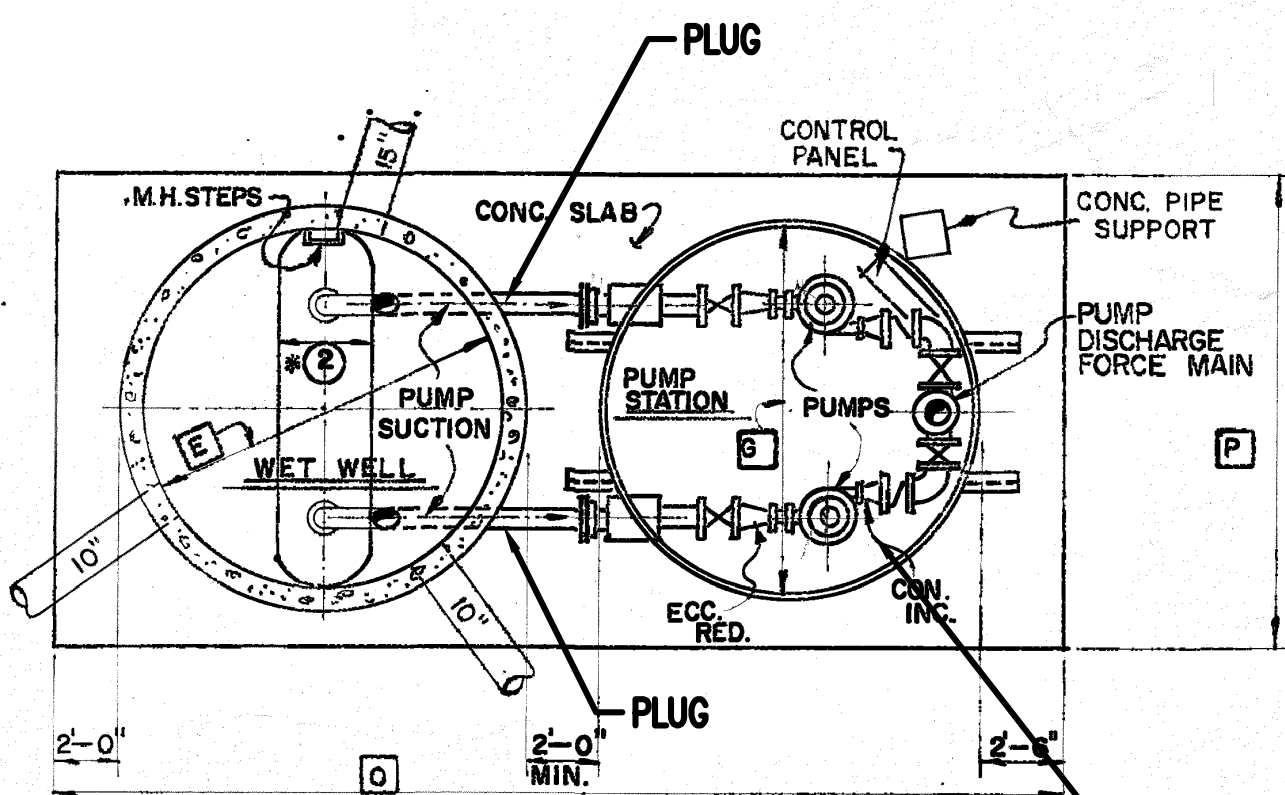 PLUG
CONTROL
PANEL
15"
M.H. STEPS
CONC. SLAB
CONC. PIPE
SUPPORT
PUMP
DISCHARGE
FORCE MAIN
* 2
PUMP
SUCTION
PUMP
STATION
PUMPS
E
G
P
WET WELL
10"
10"
ECC.
RED.
CON.
INC.
PLUG
2'-0"
2'-0"
MIN.
2'-6"
O